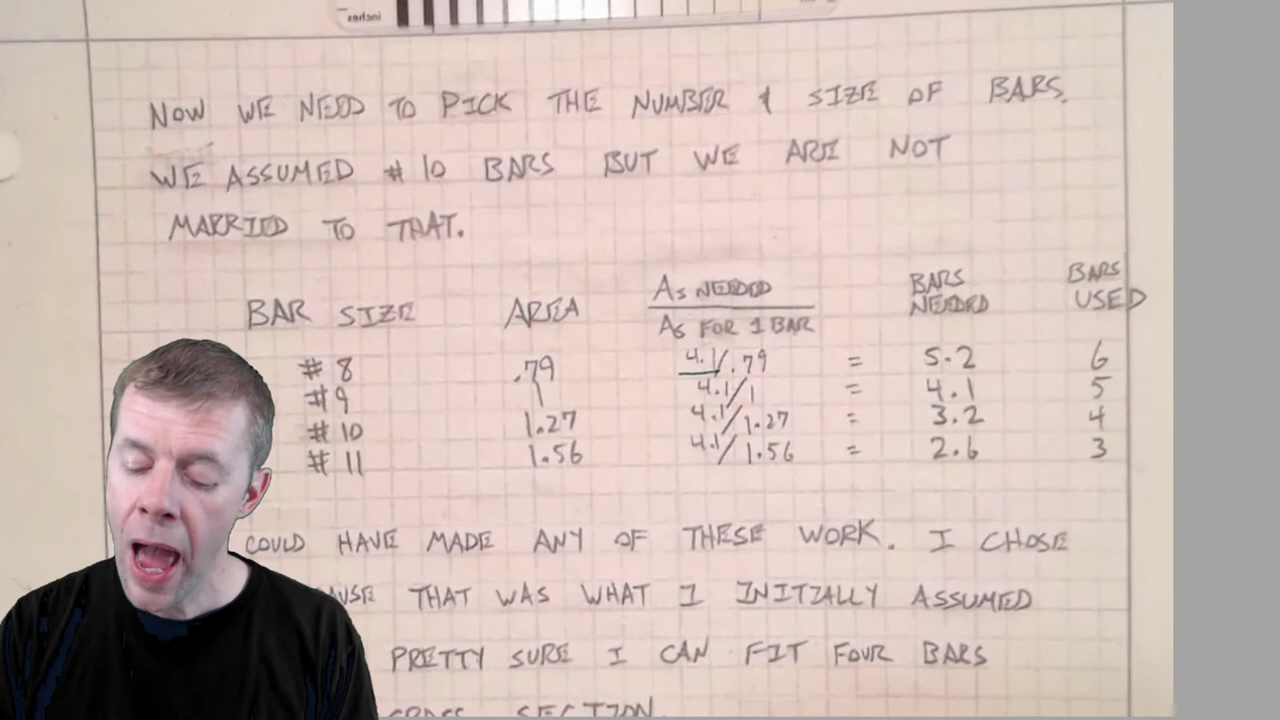 NOW WE NEED TO PICK THE NUMBER & SIZE OF BARS.
WE ASSUMED # 10 BARS BUT WE ARE NOT
MARRIED TO THAT.
BAR SIZE AREA As NEEDED / As FOR 1 BAR BARS NEEDED BARS USED
# 8 .79 4.1/.79 = 5.2 6
# 9 1 4.1/1 = 4.1 5
# 10 1.27 4.1/1.27 = 3.2 4
# 11 1.56 4.1/1.56 = 2.6 3
COULD HAVE MADE ANY OF THESE WORK. I CHOSE
THAT WAS WHAT I INITIALLY ASSUMED
PRETTY SURE I CAN FIT FOUR BARS
CROSS SECTION.